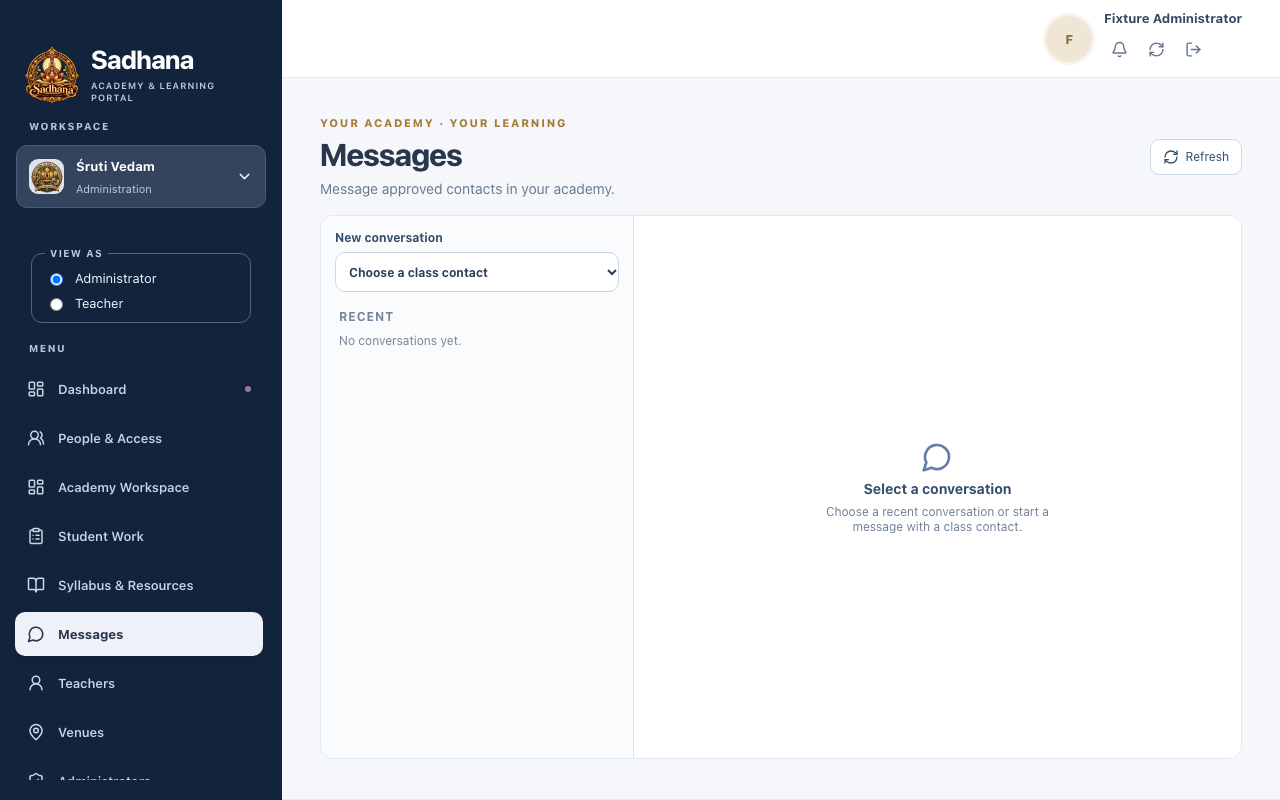 Fixture Administrator
F
Sadhana
Sadhana
ACADEMY & LEARNING
PORTAL
WORKSPACE
Śruti Vedam
Administration
VIEW AS
Administrator
Teacher
MENU
Dashboard
People & Access
Academy Workspace
Student Work
Syllabus & Resources
Messages
Teachers
Venues
Administrators
YOUR ACADEMY · YOUR LEARNING
Messages
Message approved contacts in your academy.
Refresh
New conversation
Choose a class contact
RECENT
No conversations yet.
Select a conversation
Choose a recent conversation or start a
message with a class contact.